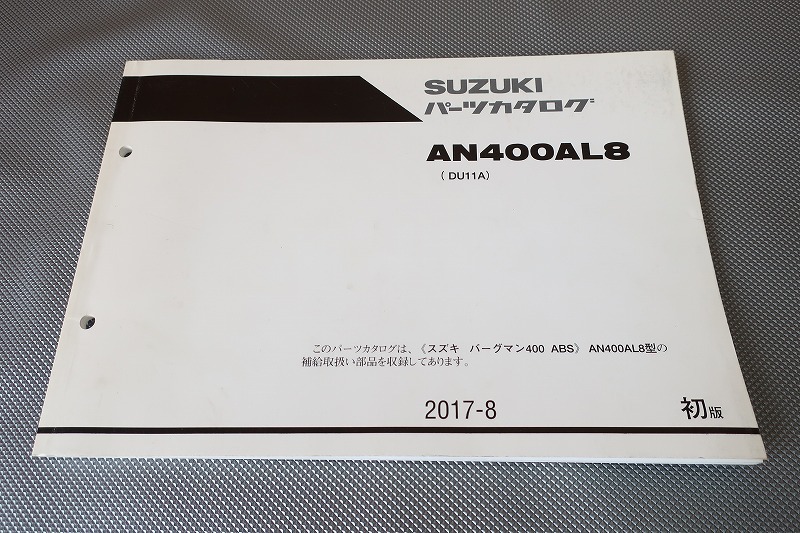 SUZUKI
パーツカタログ
AN400AL8
( DU11A)
このパーツカタログは、《スズキ バーグマン400 ABS》 AN400AL8型の
補給取扱い部品を収録してあります。
2017-8 初版